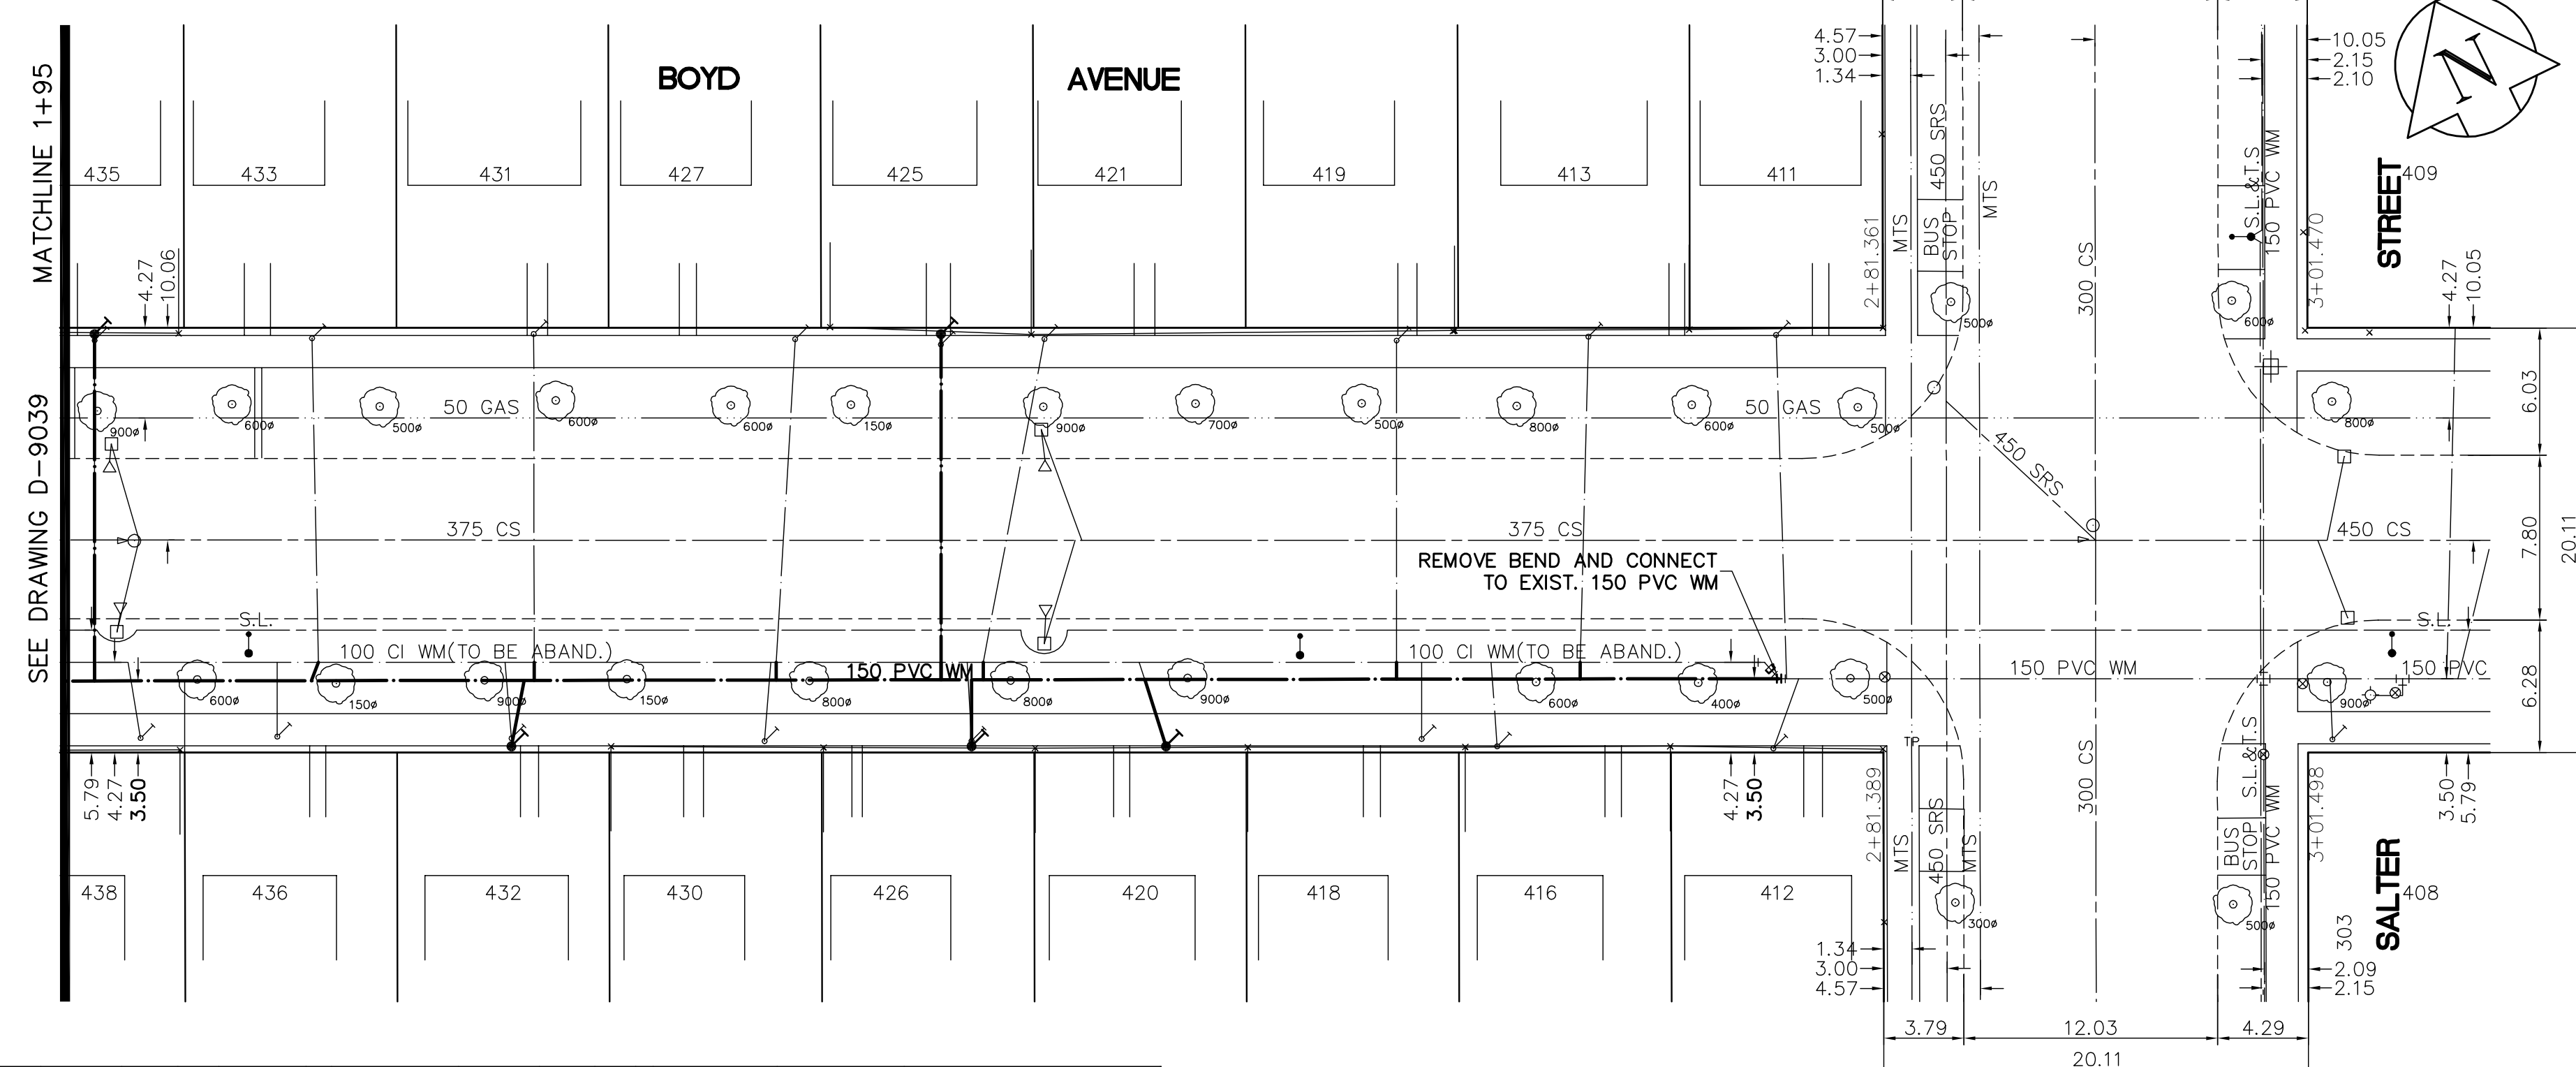 MATCHLINE 1+95
SEE DRAWING D-9039
BOYD AVENUE
435
433
431
427
425
421
419
413
411
409
4.57
3.00
1.34
10.05
2.15
2.10
N
STREET
4.27
10.06
2+81.361
MTS
BUS
STOP
450 SRS
MTS
300 CS
S.L.&T.S
150 PVC WM
3+01.470
4.27
10.05
500ø
600ø
50 GAS
50 GAS
900ø
600ø
500ø
600ø
600ø
150ø
900ø
700ø
500ø
800ø
600ø
500ø
800ø
6.03
450 SRS
375 CS
375 CS
450 CS
7.80
20.11
REMOVE BEND AND CONNECT
TO EXIST. 150 PVC WM
S.L.
S.L.
100 CI WM(TO BE ABAND.)
100 CI WM(TO BE ABAND.)
150 PVC WM
150 PVC WM
150 PVC
600ø
150ø
900ø
150ø
800ø
800ø
900ø
600ø
400ø
500ø
900ø
6.28
TP
5.79
4.27
3.50
4.27
3.50
2+81.389
MTS
450 SRS
MTS
300 CS
S.L.&T.S
BUS
STOP
150 PVC WM
3+01.498
3.50
5.79
438
436
432
430
426
420
418
416
412
408
303
SALTER
300ø
500ø
1.34
3.00
4.57
2.09
2.15
3.79
12.03
4.29
20.11